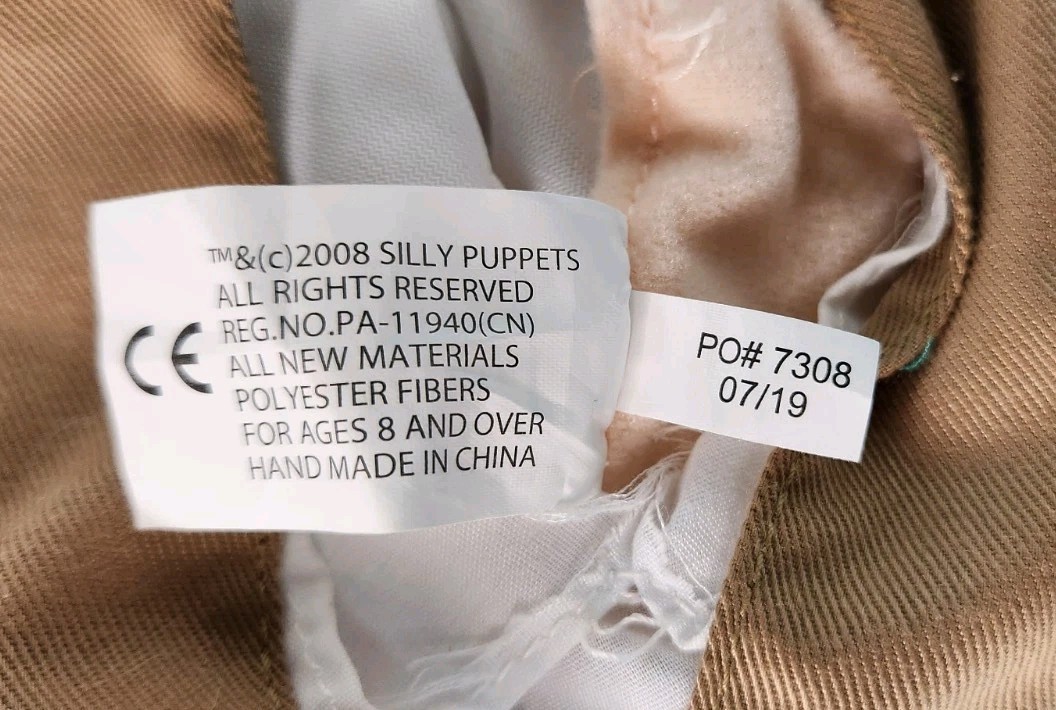 ™&(c)2008 SILLY PUPPETS
ALL RIGHTS RESERVED
REG.NO.PA-11940(CN)
ALL NEW MATERIALS
POLYESTER FIBERS
FOR AGES 8 AND OVER
HAND MADE IN CHINA
CE
PO# 7308
07/19